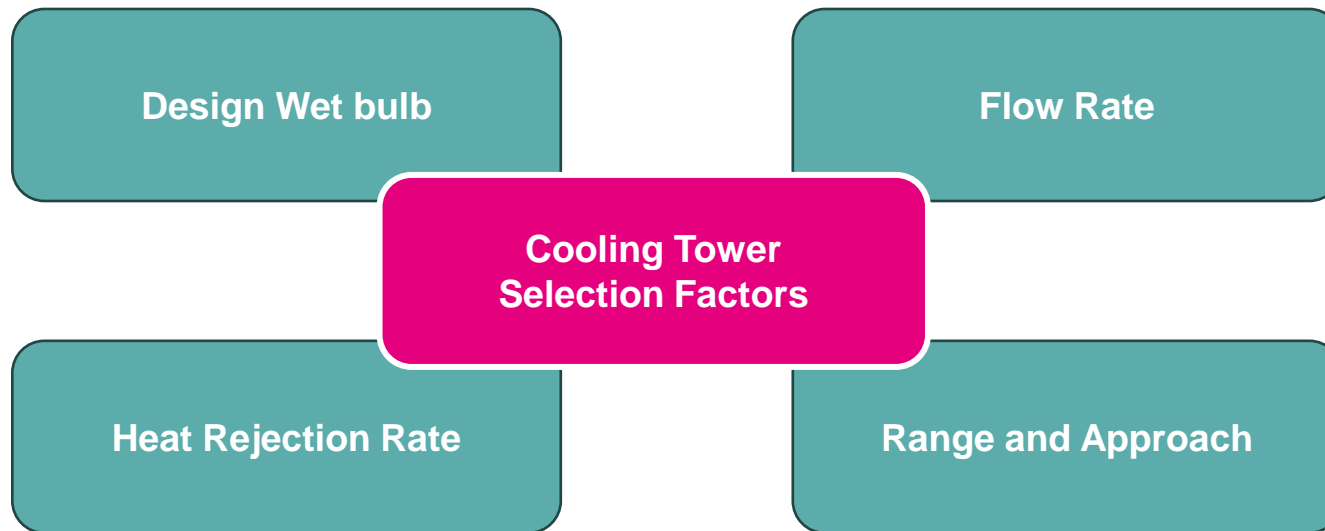 Design Wet bulb
Flow Rate
Cooling Tower
Selection Factors
Heat Rejection Rate
Range and Approach